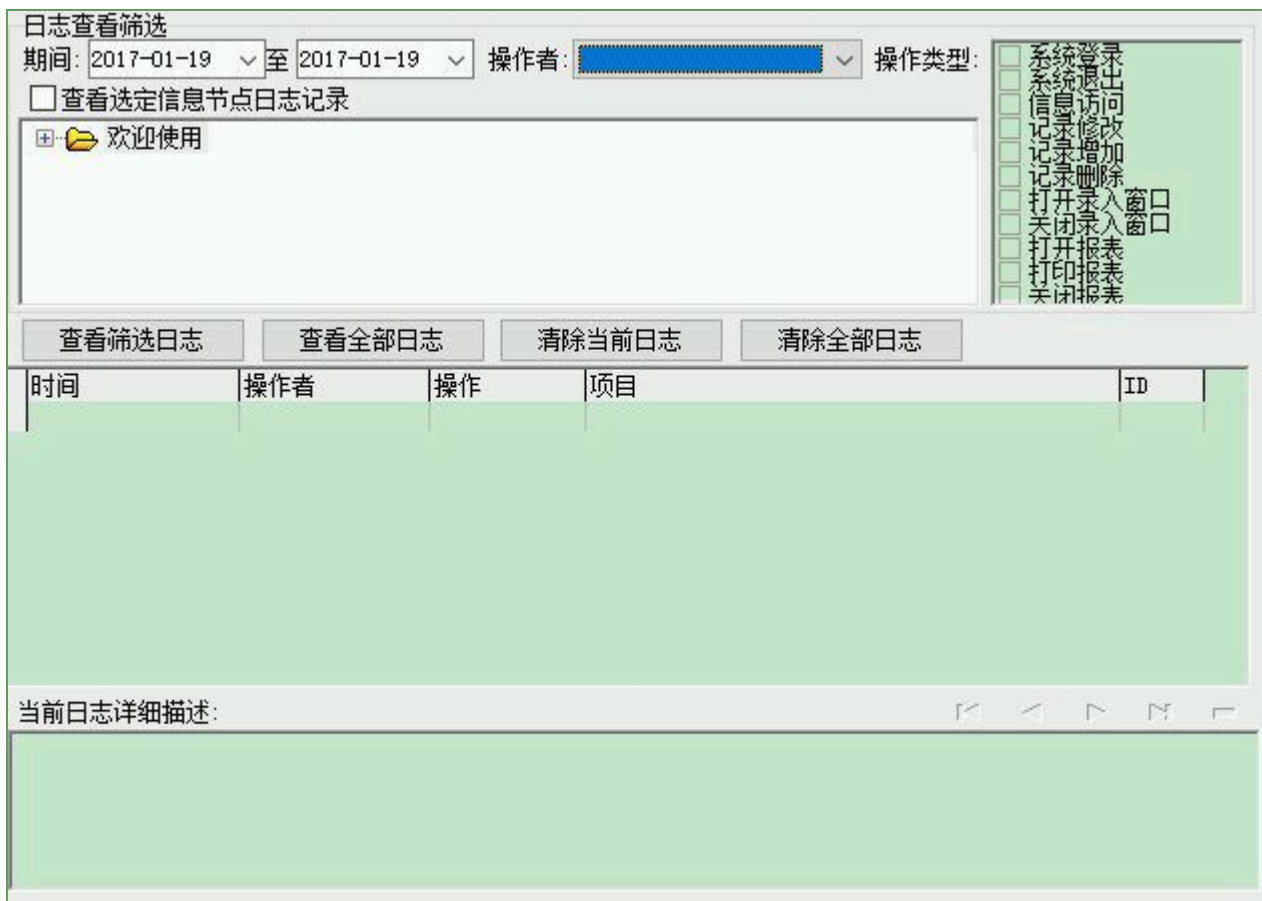 日志查看筛选
期间: 2017-01-19 至 2017-01-19 操作者: 操作类型:
系统登录
系统退出
信息访问
记录修改
记录增加
记录删除
打开录入窗口
关闭录入窗口
打开报表
打印报表
关闭报表
查看选定信息节点日志记录
欢迎使用
查看筛选日志 查看全部日志 清除当前日志 清除全部日志
时间 操作者 操作 项目 ID
当前日志详细描述: